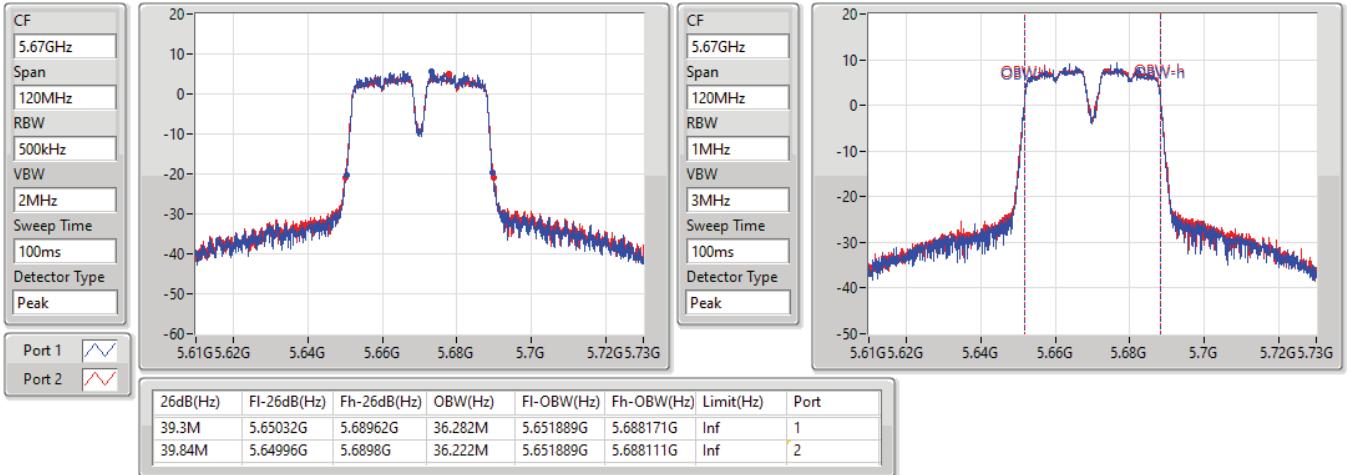 CF
5.67GHz
Span
120MHz
RBW
500kHz
VBW
2MHz
Sweep Time
100ms
Detector Type
Peak
20-
10-
0-
-10-
-20-
-30-
-40-
-50-
-60-
5.61G 5.62G 5.64G 5.66G 5.68G 5.7G 5.72G 5.73G
CF
5.67GHz
Span
120MHz
RBW
1MHz
VBW
3MHz
Sweep Time
100ms
Detector Type
Peak
20-
10-
0-
-10-
-20-
-30-
-40-
-50-
OBW-h
5.61G 5.62G 5.64G 5.66G 5.68G 5.7G 5.72G 5.73G
Port 1
Port 2
26dB(Hz) Fl-26dB(Hz) Fh-26dB(Hz) OBW(Hz) Fl-OBW(Hz) Fh-OBW(Hz) Limit(Hz) Port
39.3M 5.65032G 5.68962G 36.282M 5.651889G 5.688171G Inf 1
39.84M 5.64996G 5.6898G 36.222M 5.651889G 5.688111G Inf 2